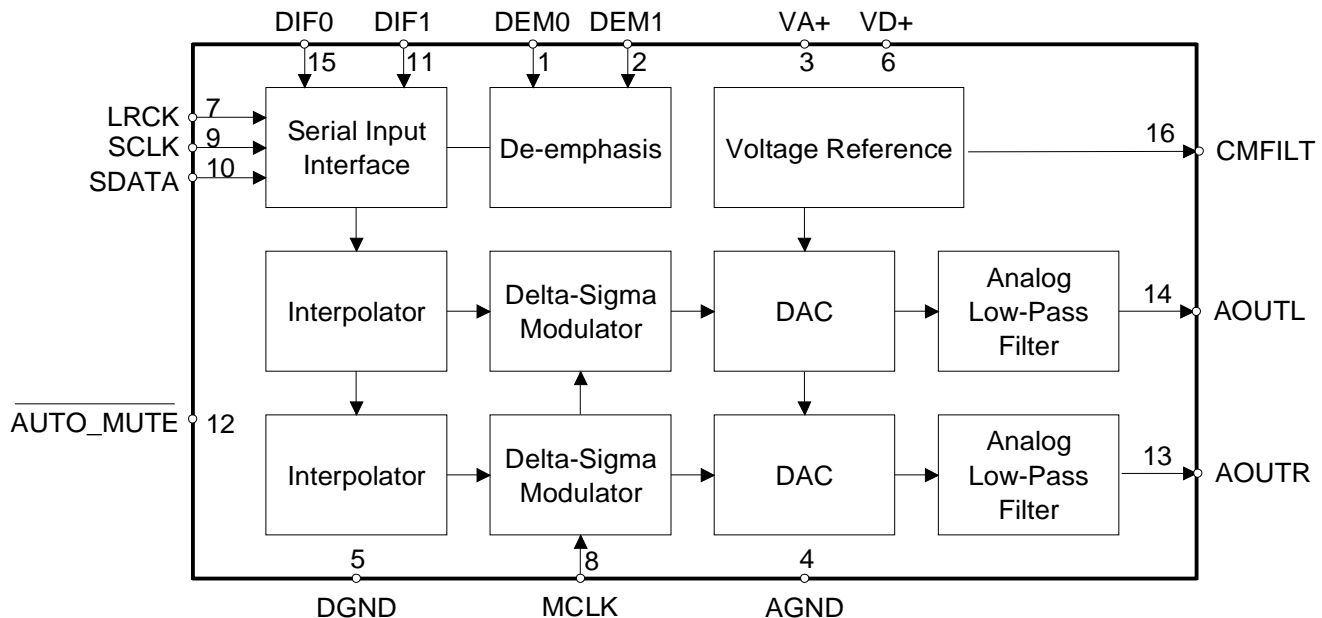 DIF0 DIF1 DEM0 DEM1 VA+ VD+
15 11 1 2 3 6
LRCK 7
SCLK 9
SDATA 10
Serial Input
Interface
De-emphasis
Voltage Reference
16 CMFILT
Interpolator
Delta-Sigma
Modulator
DAC
Analog
Low-Pass
Filter
14 AOUTL
AUTO_MUTE 12
Interpolator
Delta-Sigma
Modulator
DAC
Analog
Low-Pass
Filter
13 AOUTR
5 8 4
DGND MCLK AGND